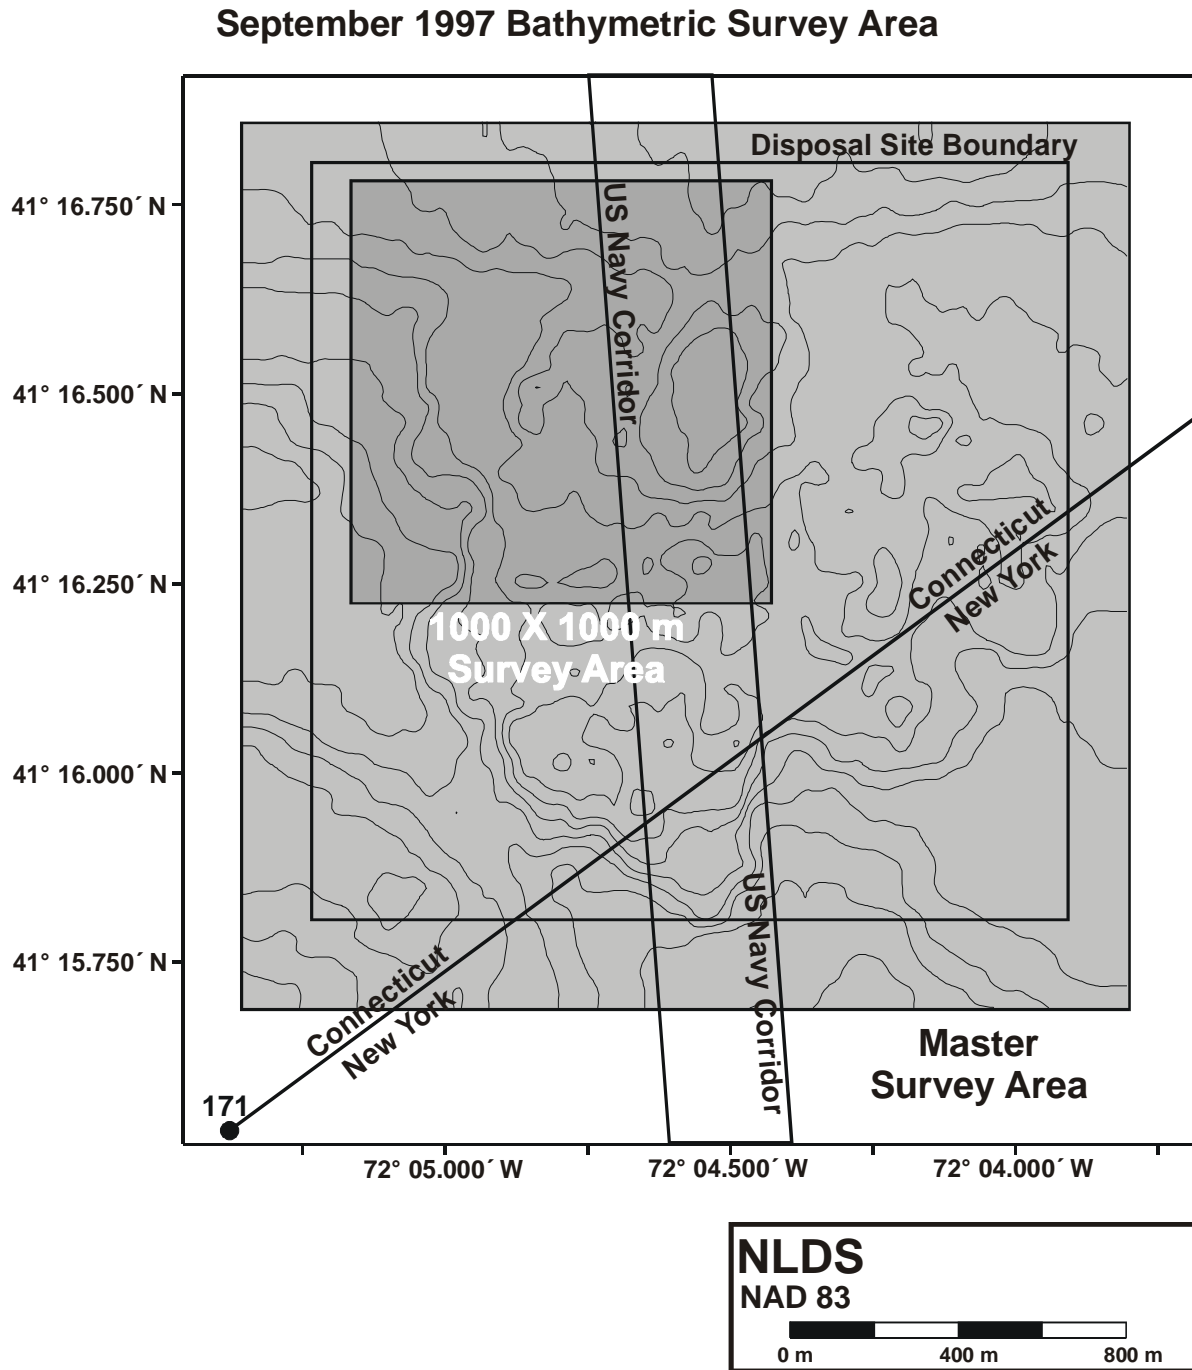 September 1997 Bathymetric Survey Area
Disposal Site Boundary
41° 16.750´ N
US Navy Corridor
41° 16.500´ N
Connecticut
New York
41° 16.250´ N
1000 X 1000 m
Survey Area
41° 16.000´ N
US Navy Corridor
41° 15.750´ N
Connecticut
New York
Master
Survey Area
171
72° 05.000´ W
72° 04.500´ W
72° 04.000´ W
NLDS
NAD 83
0 m
400 m
800 m